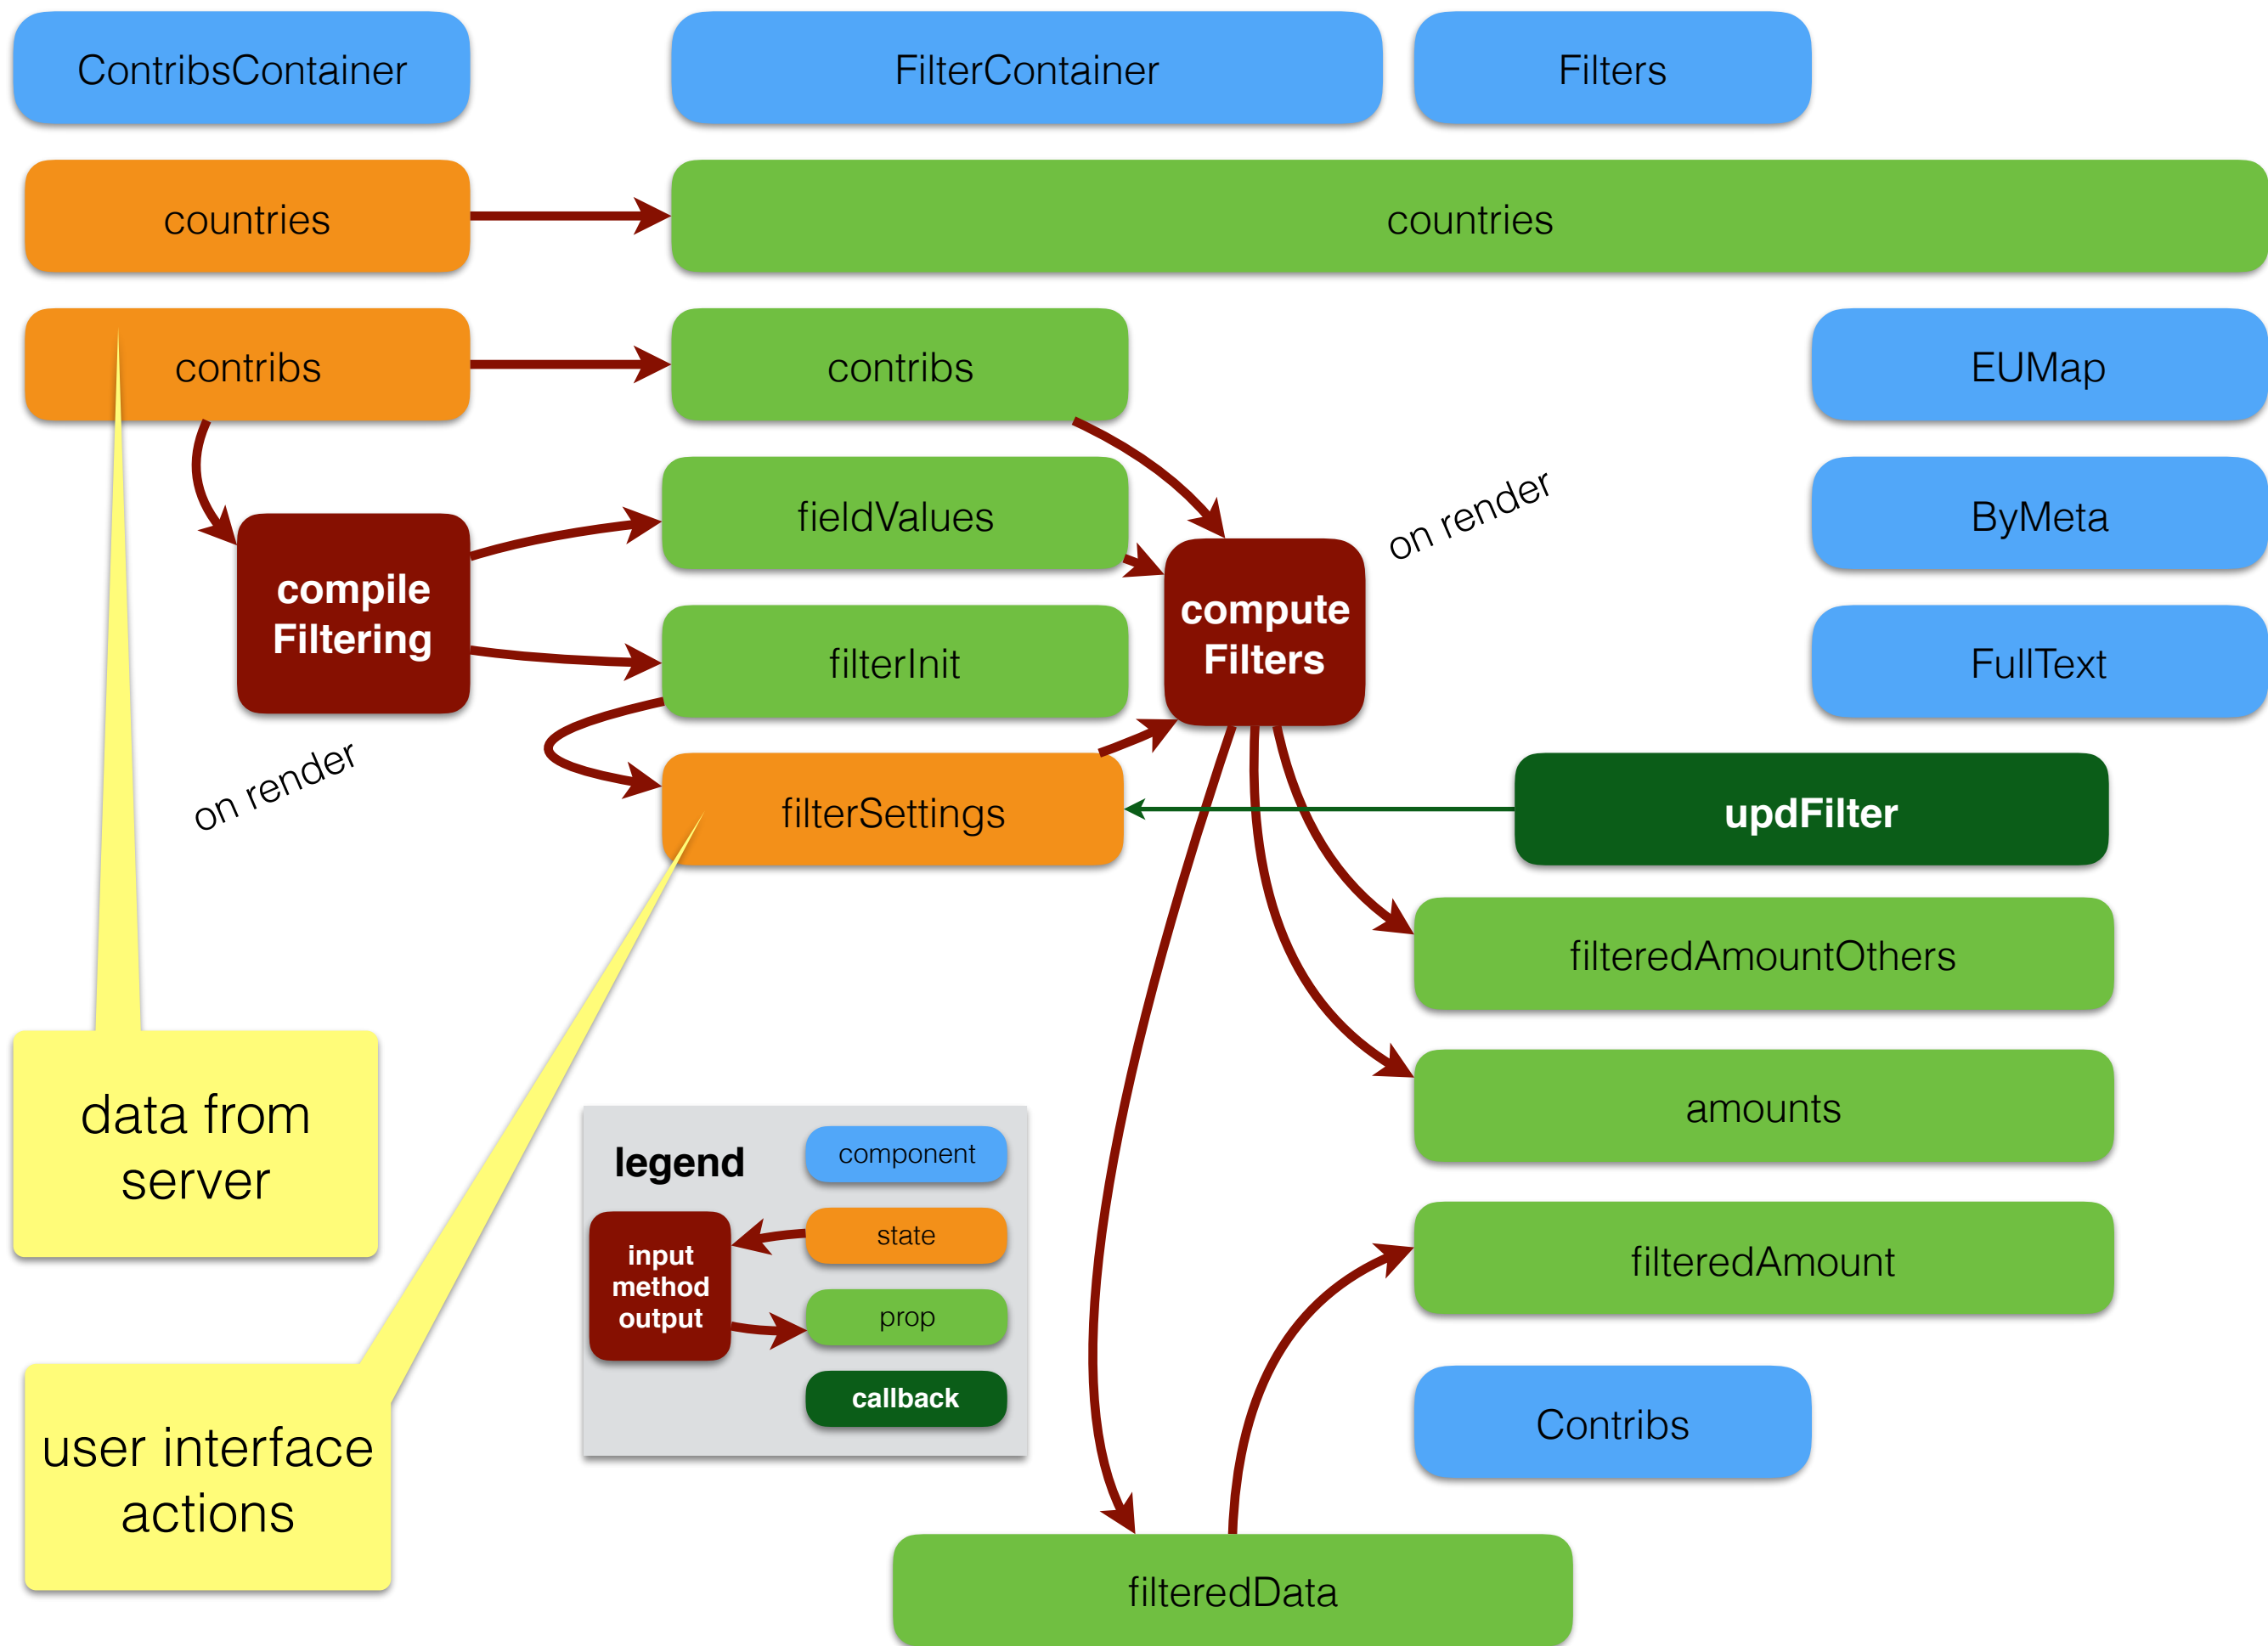 ContribsContainer
FilterContainer
Filters
countries
countries
contribs
contribs
EUMap
fieldValues
on render
ByMeta
compile
Filtering
compute
Filters
filterInit
FullText
on render
filterSettings
updFilter
filteredAmountOthers
data from
server
amounts
legend
component
state
input
method
output
prop
callback
filteredAmount
user interface
actions
Contribs
filteredData